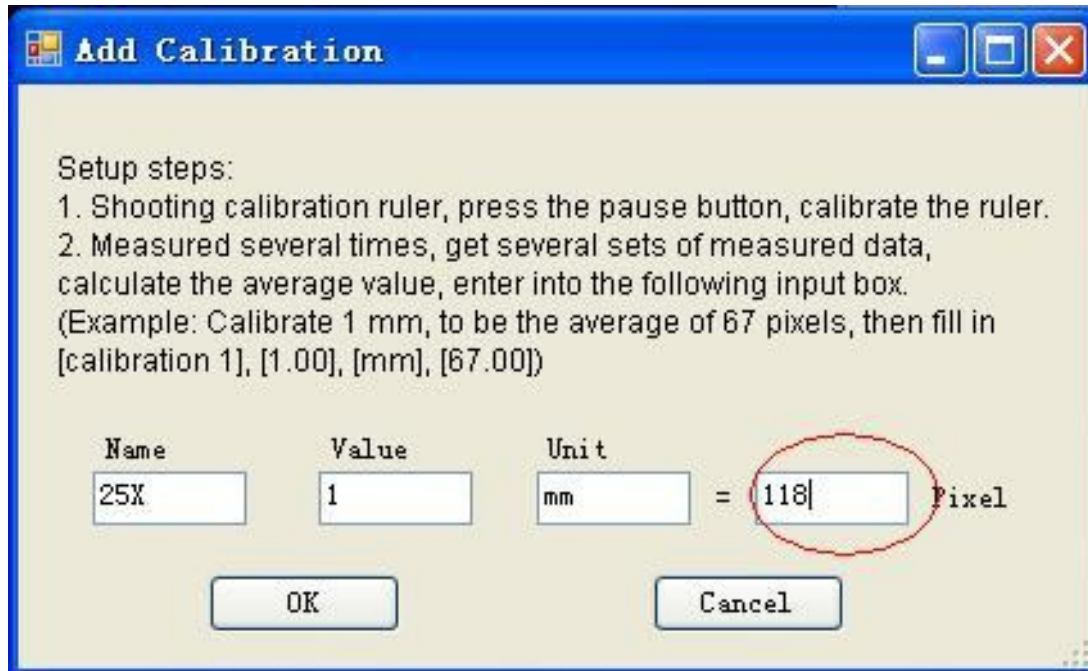 Add Calibration
Setup steps:
1. Shooting calibration ruler, press the pause button, calibrate the ruler.
2. Measured several times, get several sets of measured data,
calculate the average value, enter into the following input box.
(Example: Calibrate 1 mm, to be the average of 67 pixels, then fill in
[calibration 1], [1.00], [mm], [67.00])
Name Value Unit
25X 1 mm = 118 Pixel
OK Cancel